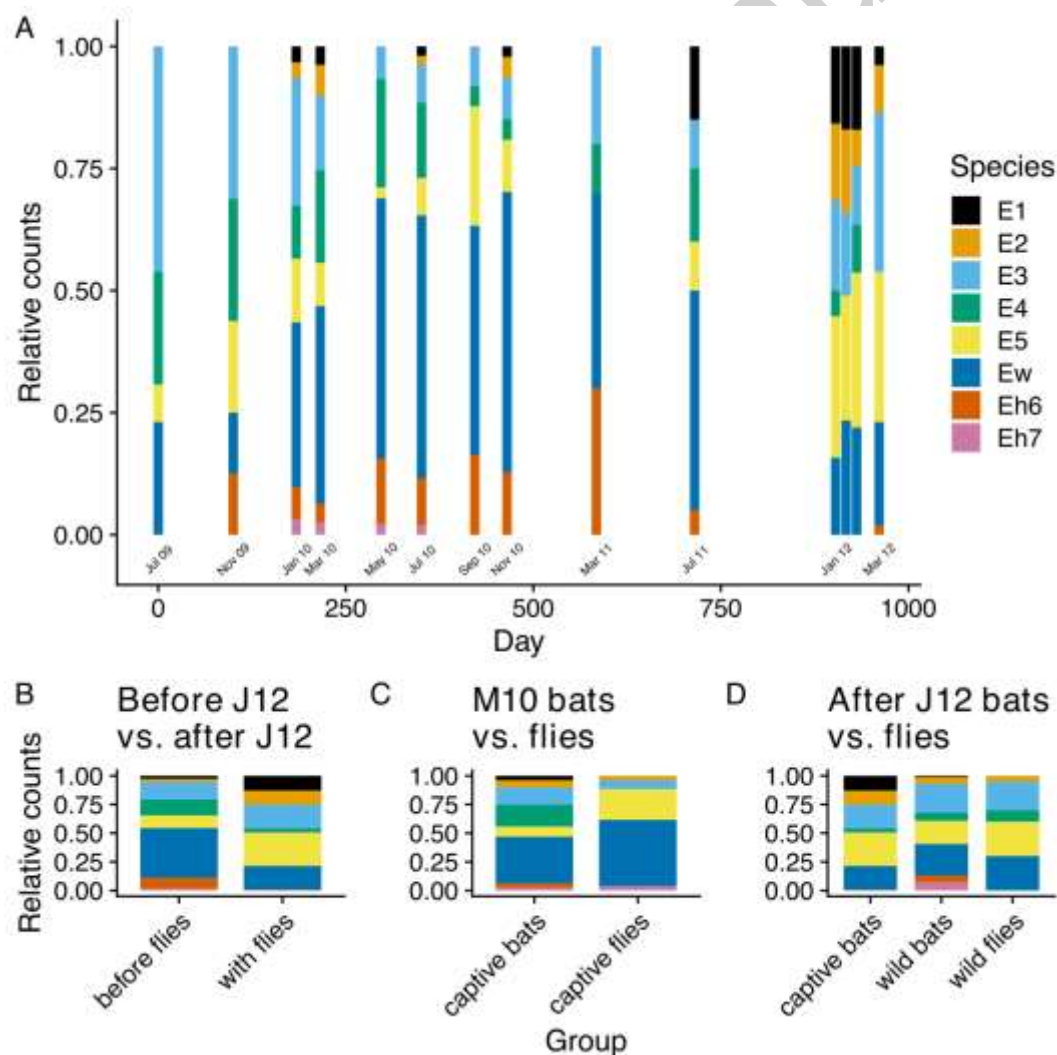 A
1.00
0.75
0.50
0.25
0.00
Relative counts
Jul 09
Nov 09
Jan 10
Mar 10
May 10
Jul 10
Sep 10
Nov 10
Mar 11
Jul 11
Jan 12
Mar 12
0 250 500 750 1000
Day
Species
E1
E2
E3
E4
E5
Ew
Eh6
Eh7
B
Before J12
vs. after J12
Relative counts
1.00
0.75
0.50
0.25
0.00
before flies
with flies
C
M10 bats
vs. flies
1.00
0.75
0.50
0.25
0.00
captive bats
captive flies
D
After J12 bats
vs. flies
1.00
0.75
0.50
0.25
0.00
captive bats
wild bats
wild flies
Group